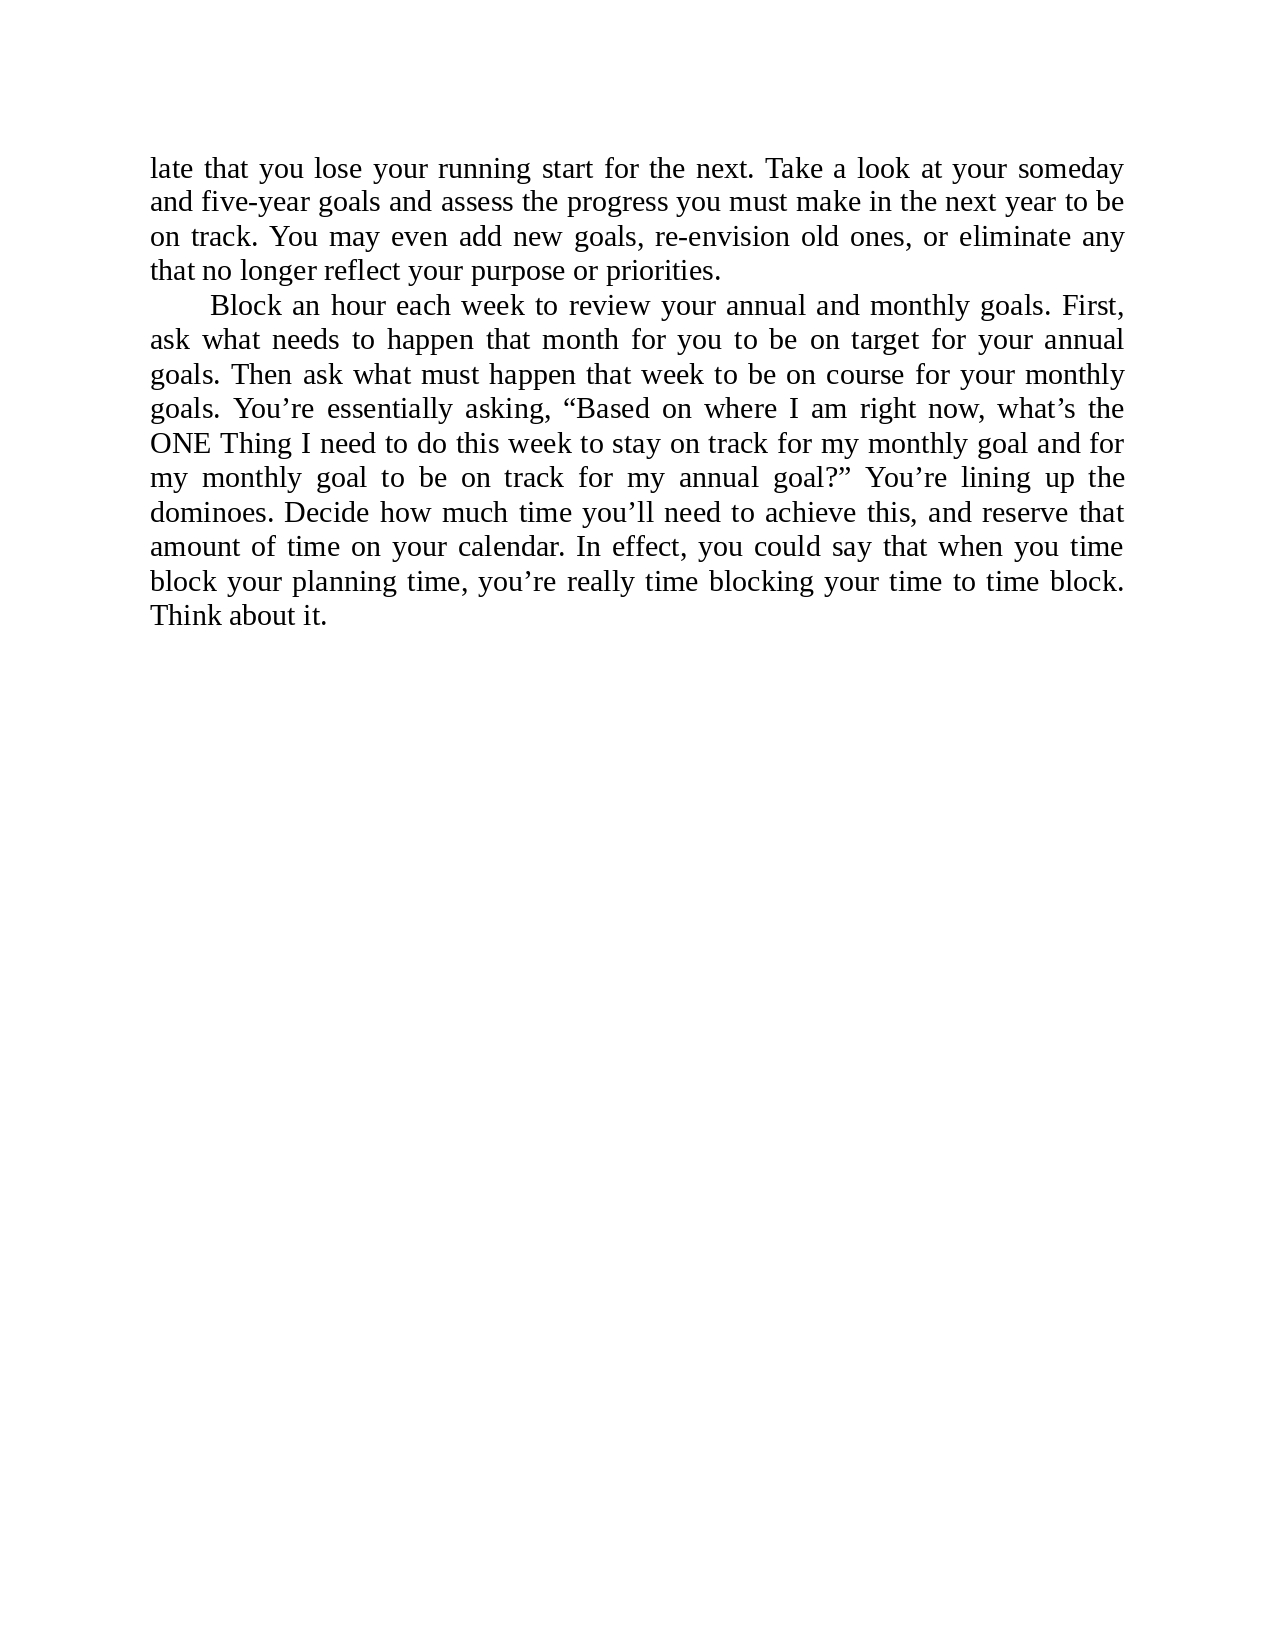 late that you lose your running start for the next. Take a look at your someday
and five-year goals and assess the progress you must make in the next year to be
on track. You may even add new goals, re-envision old ones, or eliminate any
that no longer reflect your purpose or priorities.
Block an hour each week to review your annual and monthly goals. First,
ask what needs to happen that month for you to be on target for your annual
goals. Then ask what must happen that week to be on course for your monthly
goals. You’re essentially asking, “Based on where I am right now, what’s the
ONE Thing I need to do this week to stay on track for my monthly goal and for
my monthly goal to be on track for my annual goal?” You’re lining up the
dominoes. Decide how much time you’ll need to achieve this, and reserve that
amount of time on your calendar. In effect, you could say that when you time
block your planning time, you’re really time blocking your time to time block.
Think about it.